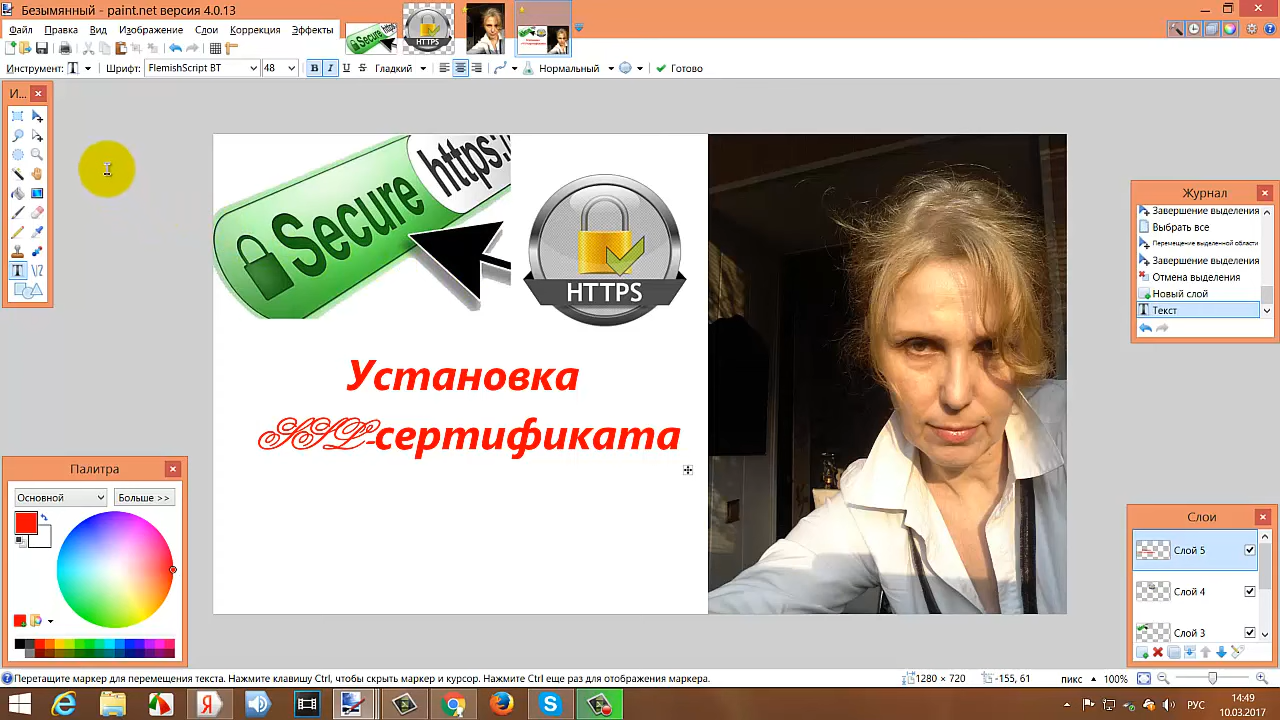 Безымянный - paint.net версия 4.0.13
Файл Правка Вид Изображение Слои Коррекция Эффекты
Инструмент: T Шрифт: FlemishScript BT 48 B I U S Гладкий Нормальный Готово
И...
Secure
https:/
HTTPS
Установка
SSL-сертификата
Журнал
Завершение выделения
Выбрать все
Перемещение выделенной области
Завершение выделения
Отмена выделения
Новый слой
Текст
Палитра
Основной
Больше >>
Слои
Слой 5
Слой 4
Слой 3
Перетащите маркер для перемещения текста. Нажмите клавишу Ctrl, чтобы скрыть маркер и курсор. Нажмите Ctrl еще раз для отображения маркера.
1280 × 720
-155, 61
пикс
100%
РУС
14:49
10.03.2017